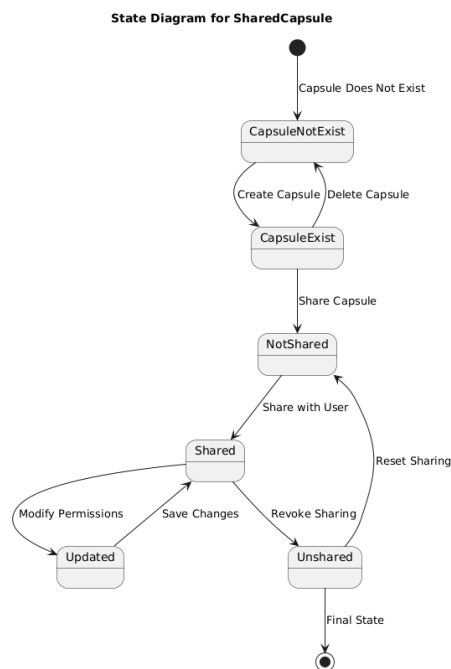 State Diagram for SharedCapsule
Capsule Does Not Exist
CapsuleNotExist
Create Capsule
Delete Capsule
CapsuleExist
Share Capsule
NotShared
Share with User
Shared
Reset Sharing
Modify Permissions
Save Changes
Revoke Sharing
Updated
Unshared
Final State